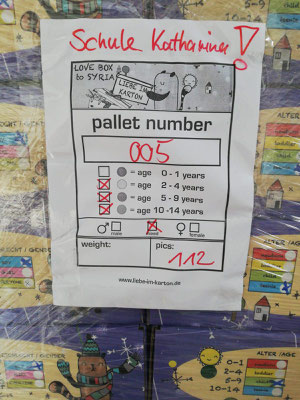 Schule Katharina!
LOVE BOX
to SYRIA
LIEBE IM
KARTON
pallet number
005
= age 0 - 1 years
= age 2 - 4 years
= age 5 - 9 years
= age 10 -14 years
♂ male mixed ♀ female
weight: pics:
112
www.liebe-im-karton.de
ALTER /AGE
0-1
2-4
5-9
10-14